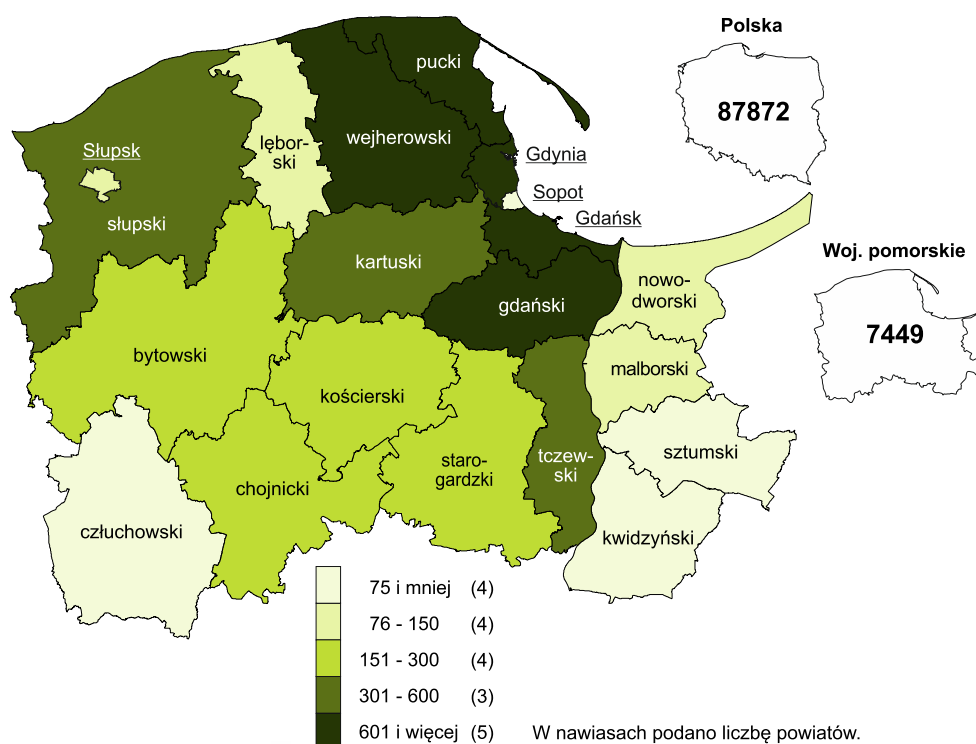 Polska
87872
pucki
wejherowski
Gdynia
Słupsk
lębor-
ski
Sopot
Gdańsk
słupski
kartuski
Woj. pomorskie
7449
nowo-
dworski
gdański
bytowski
malborski
kościerski
sztumski
staro-
gardzki
tczew-
ski
chojnicki
człuchowski
kwidzyński
75 i mniej (4)
76 - 150 (4)
151 - 300 (4)
301 - 600 (3)
601 i więcej (5)
W nawiasach podano liczbę powiatów.